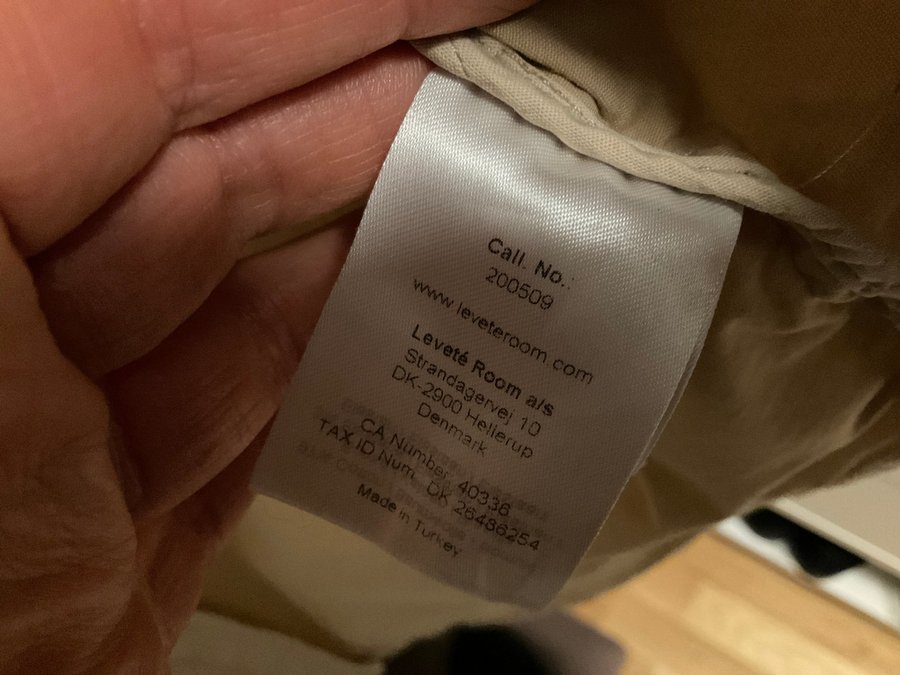 Call. No.:
200509
www.leveteroom.com
Leveté Room a/s
Strandagervej 10
DK-2900 Hellerup
Denmark
CA Number. 40336
TAX ID Num. DK 26486254
Made in Turkey